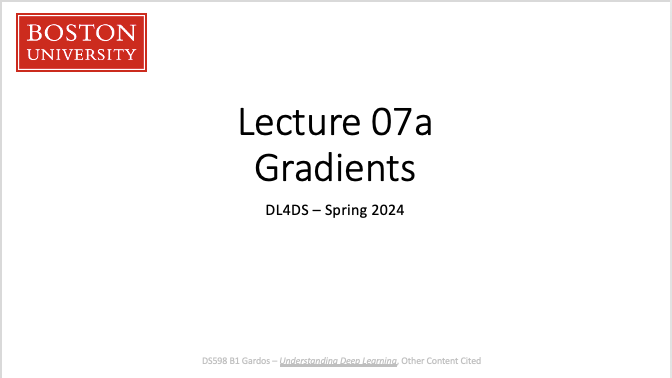 BOSTON
UNIVERSITY
Lecture 07a
Gradients
DL4DS – Spring 2024
DS598 B1 Gardos – Understanding Deep Learning, Other Content Cited